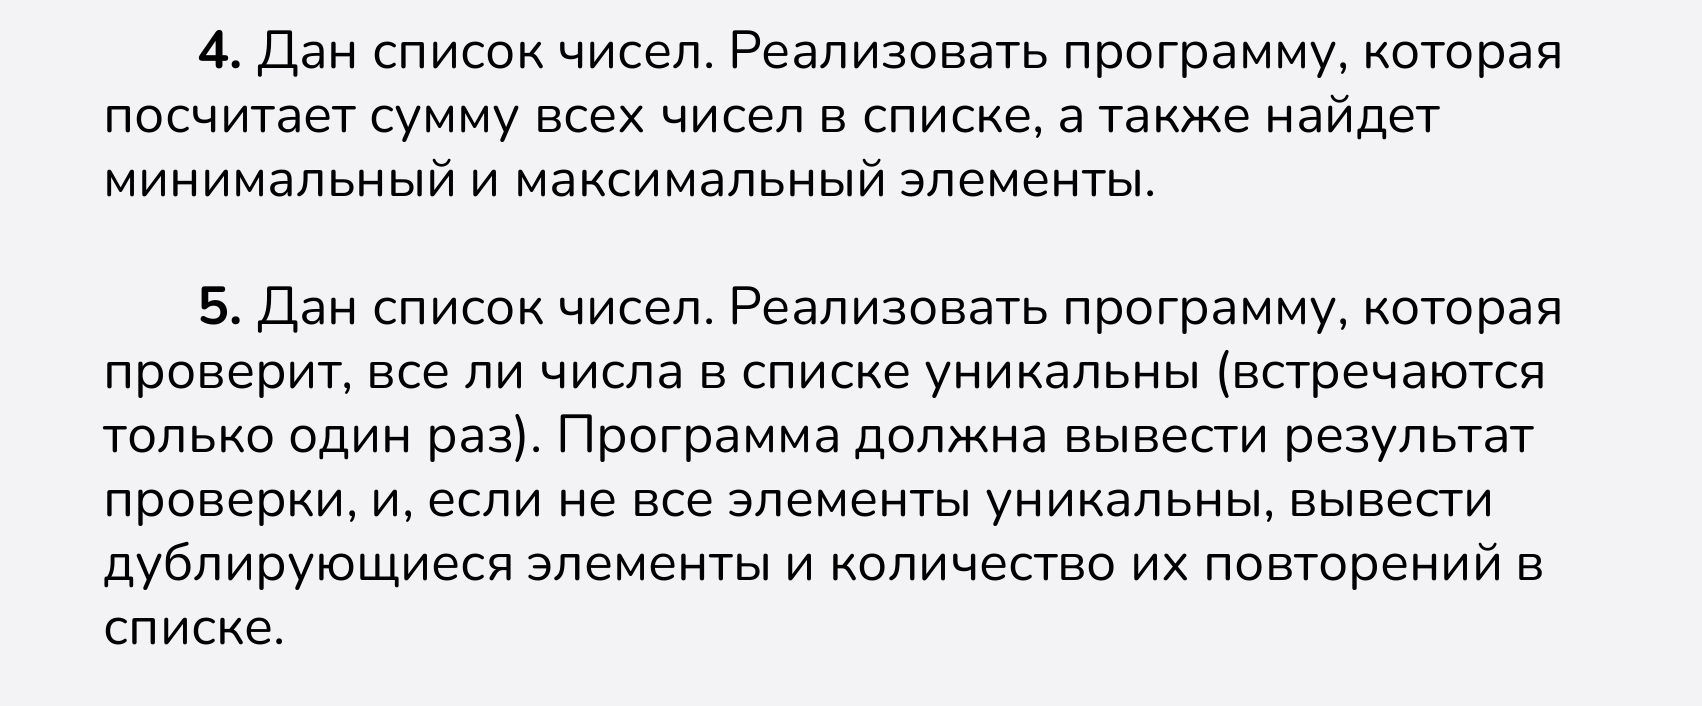 4. Дан список чисел. Реализовать программу, которая
посчитает сумму всех чисел в списке, а также найдет
минимальный и максимальный элементы.
5. Дан список чисел. Реализовать программу, которая
проверит, все ли числа в списке уникальны (встречаются
только один раз). Программа должна вывести результат
проверки, и, если не все элементы уникальны, вывести
дублирующиеся элементы и количество их повторений в
списке.